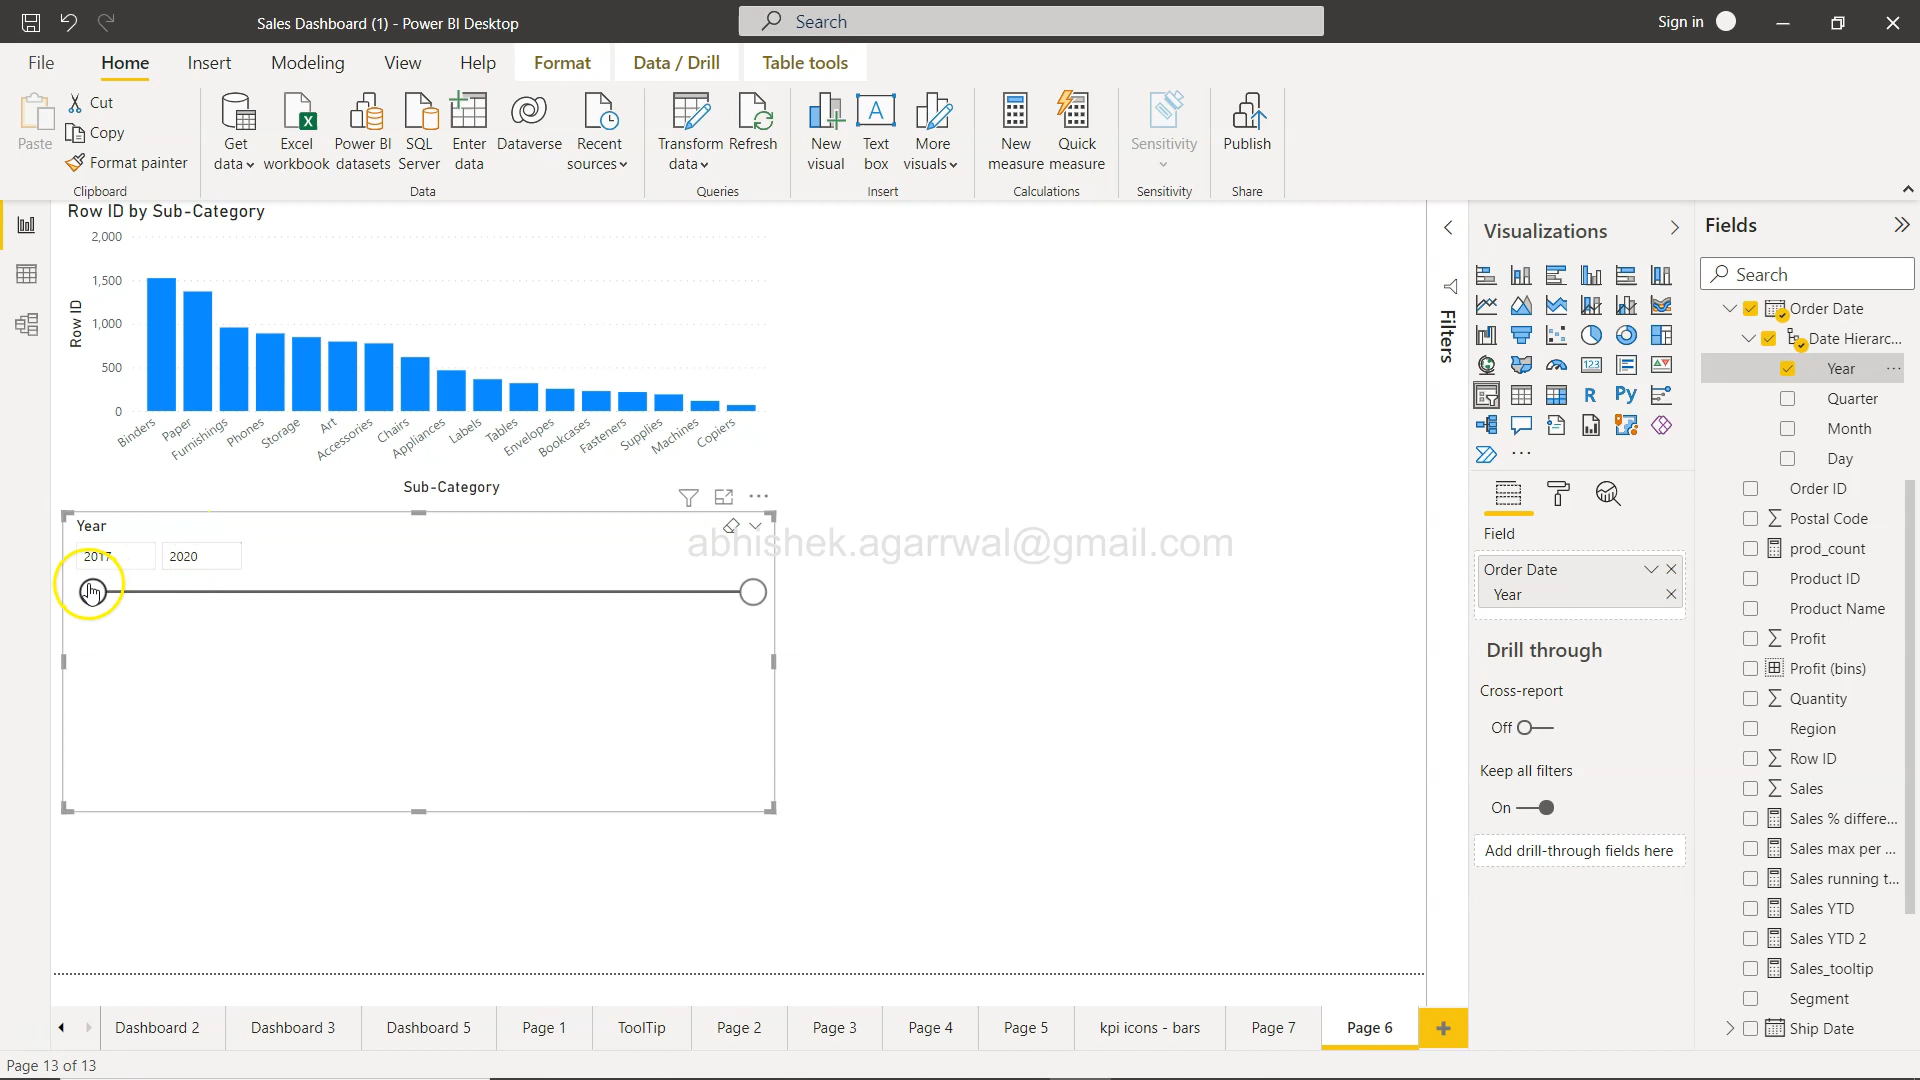 Sales Dashboard (1) - Power BI Desktop
Search
Sign in
File
Home
Insert
Modeling
View
Help
Format
Data / Drill
Table tools
Paste
Cut
Copy
Format painter
Clipboard
Get data
Excel workbook
Power BI datasets
SQL Server
Enter data
Dataverse
Recent sources
Data
Transform data
Refresh
Queries
New visual
Text box
More visuals
Insert
New measure
Quick measure
Calculations
Sensitivity
Sensitivity
Publish
Share
Row ID by Sub-Category
2,000
1,500
1,000
500
0
Row ID
Binders
Paper
Furnishings
Phones
Storage
Art
Accessories
Chairs
Appliances
Labels
Tables
Envelopes
Bookcases
Fasteners
Supplies
Machines
Copiers
Sub-Category
Year
2017
2020
abhishek.agarrwal@gmail.com
Filters
Visualizations
R
Py
123
Field
Order Date
Year
Drill through
Cross-report
Off
Keep all filters
On
Add drill-through fields here
Fields
Search
Order Date
Date Hierarc...
Year
Quarter
Month
Day
Order ID
Postal Code
prod_count
Product ID
Product Name
Profit
Profit (bins)
Quantity
Region
Row ID
Sales
Sales % differe...
Sales max per ...
Sales running t...
Sales YTD
Sales YTD 2
Sales_tooltip
Segment
Ship Date
Dashboard 2
Dashboard 3
Dashboard 5
Page 1
ToolTip
Page 2
Page 3
Page 4
Page 5
kpi icons - bars
Page 7
Page 6
Page 13 of 13